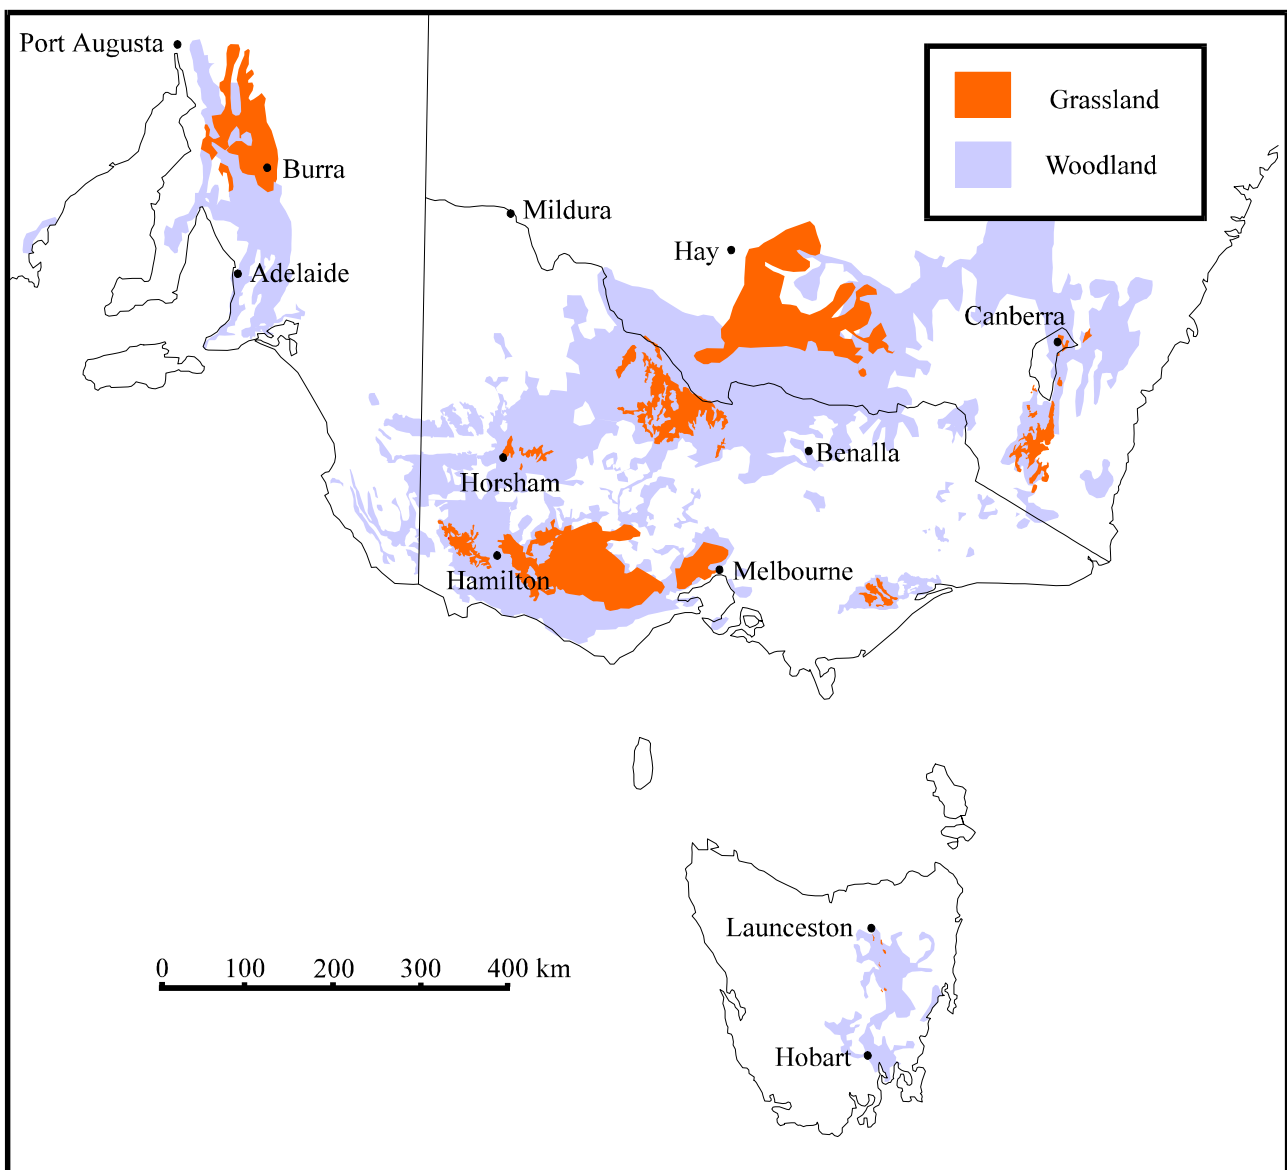 Port Augusta
Grassland
Woodland
Burra
Mildura
Hay
Adelaide
Canberra
Benalla
Horsham
Melbourne
Hamilton
Launceston
0 100 200 300 400 km
Hobart